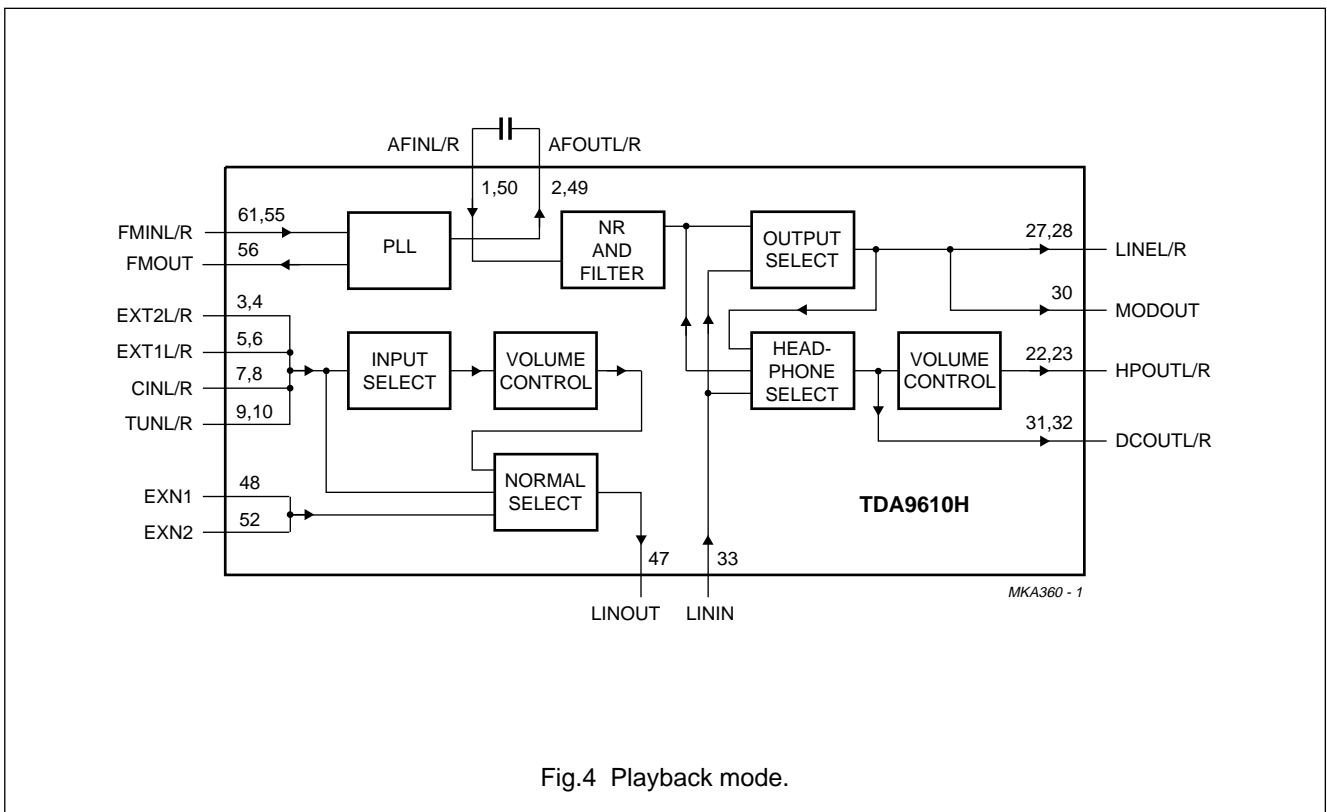 AFINL/R
AFOUTL/R
1,50
2,49
FMINL/R
61,55
FMOUT
56
PLL
NR
AND
FILTER
OUTPUT
SELECT
27,28
LINEL/R
30
MODOUT
EXT2L/R
3,4
EXT1L/R
5,6
CINL/R
7,8
TUNL/R
9,10
INPUT
SELECT
VOLUME
CONTROL
HEAD-
PHONE
SELECT
VOLUME
CONTROL
22,23
HPOUTL/R
31,32
DCOUTL/R
EXN1
48
EXN2
52
NORMAL
SELECT
TDA9610H
47
33
LINOUT
LININ
MKA360 - 1
Fig.4 Playback mode.